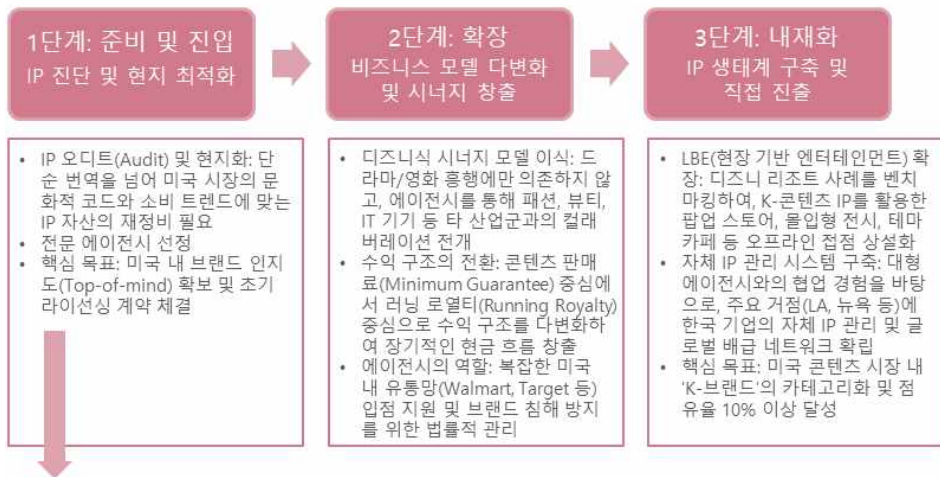 1단계: 준비 및 진입
IP 진단 및 현지 최적화
2단계: 확장
비즈니스 모델 다변화
및 시너지 창출
3단계: 내재화
IP 생태계 구축 및
직접 진출
• IP 오디트(Audit) 및 현지화: 단
순 번역을 넘어 미국 시장의 문
화적 코드와 소비 트렌드에 맞는
IP 자산의 재정비 필요
• 전문 에이전시 선정
• 핵심 목표: 미국 내 브랜드 인지
도(Top-of-mind) 확보 및 초기
라이선싱 계약 체결
• 디즈니식 시너지 모델 이식: 드
라마/영화 흥행에만 의존하지 않
고, 에이전시를 통해 패션, 뷰티,
IT 기기 등 타 산업군과의 컬래
버레이션 전개
• 수익 구조의 전환: 콘텐츠 판매
료(Minimum Guarantee) 중심에
서 러닝 로열티(Running Royalty)
중심으로 수익 구조를 다변화하
여 장기적인 현금 흐름 창출
• 에이전시의 역할: 복잡한 미국
내 유통망(Walmart, Target 등)
입점 지원 및 브랜드 침해 방지
를 위한 법률적 관리
• LBE(현장 기반 엔터테인먼트) 확
장: 디즈니 리조트 사례를 벤치
마킹하여, K-콘텐츠 IP를 활용한
팝업 스토어, 몰입형 전시, 테마
카페 등 오프라인 접점 상설화
• 자체 IP 관리 시스템 구축: 대형
에이전시와의 협업 경험을 바탕
으로, 주요 거점(LA, 뉴욕 등)에
한국 기업의 자체 IP 관리 및 글
로벌 배급 네트워크 확립
• 핵심 목표: 미국 콘텐츠 시장 내
'K-브랜드'의 카테고리화 및 점
유율 10% 이상 달성